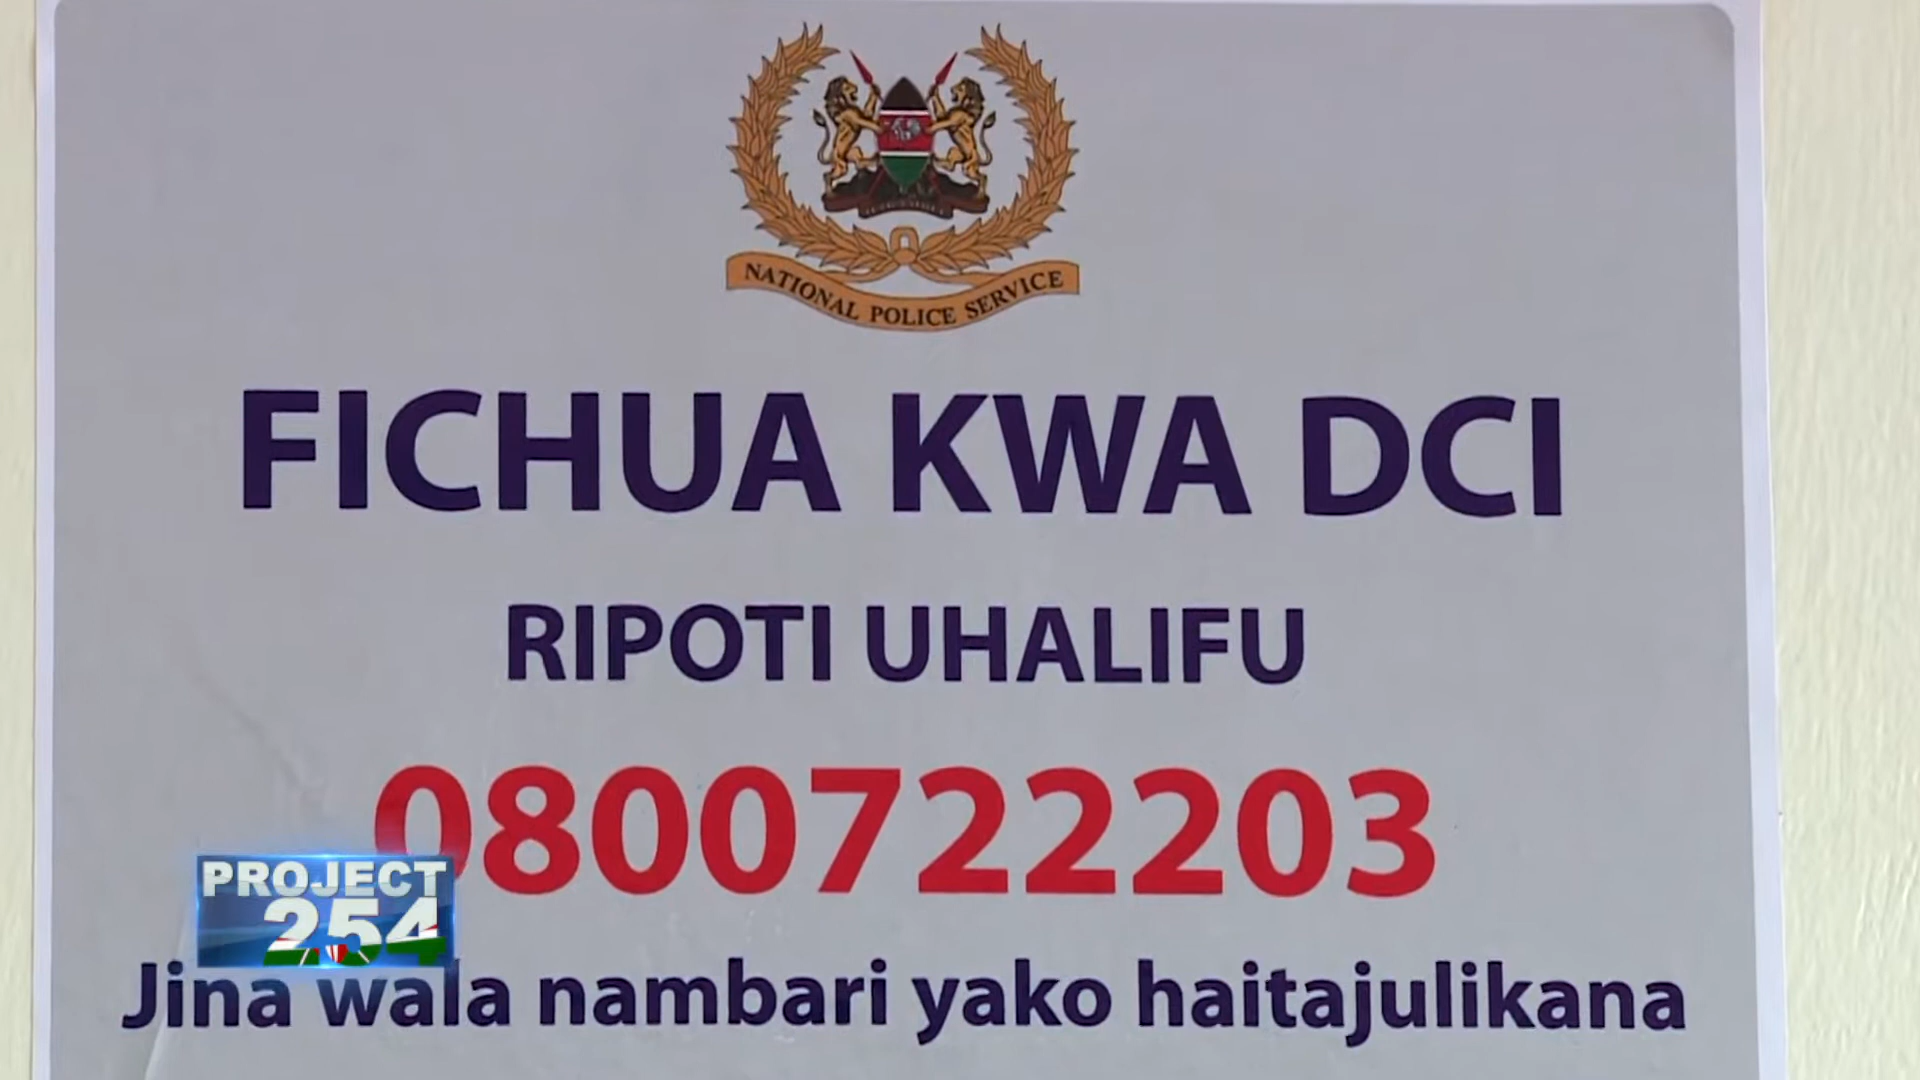 NATIONAL POLICE SERVICE
FICHUA KWA DCI
RIPOTI UHALIFU
0800722203
PROJECT
254
Jina wala nambari yako haitajulikana